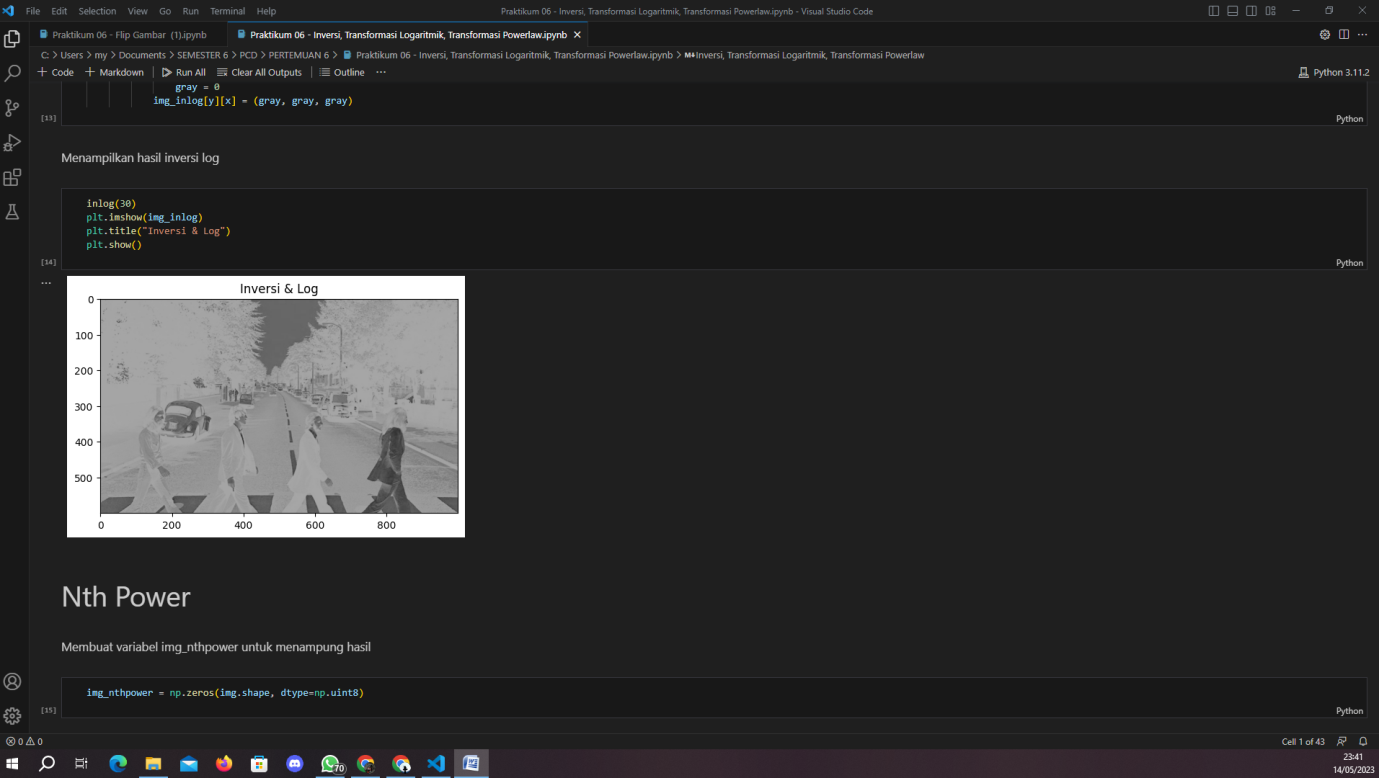 File Edit Selection View Go Run Terminal Help
Praktikum 06 - Inversi, Transformasi Logaritmik, Transformasi Powerlaw.ipynb - Visual Studio Code
Praktikum 06 - Flip Gambar (1).ipynb
Praktikum 06 - Inversi, Transformasi Logaritmik, Transformasi Powerlaw.ipynb
C: > Users > my > Documents > SEMESTER 6 > PCD > PERTEMUAN 6 > Praktikum 06 - Inversi, Transformasi Logaritmik, Transformasi Powerlaw.ipynb > M↓Inversi, Transformasi Logaritmik, Transformasi Powerlaw
+ Code + Markdown Run All Clear All Outputs Outline ...
Python 3.11.2
gray = 0
img_inlog[y][x] = (gray, gray, gray)
[13]
Python
Menampilkan hasil inversi log
inlog(30)
plt.imshow(img_inlog)
plt.title("Inversi & Log")
plt.show()
[14]
Python
...
Inversi & Log
0
100
200
300
400
500
0 200 400 600 800
Nth Power
Membuat variabel img_nthpower untuk menampung hasil
img_nthpower = np.zeros(img.shape, dtype=np.uint8)
[15]
Python
0 0
Cell 1 of 43
70
23:41
14/05/2023